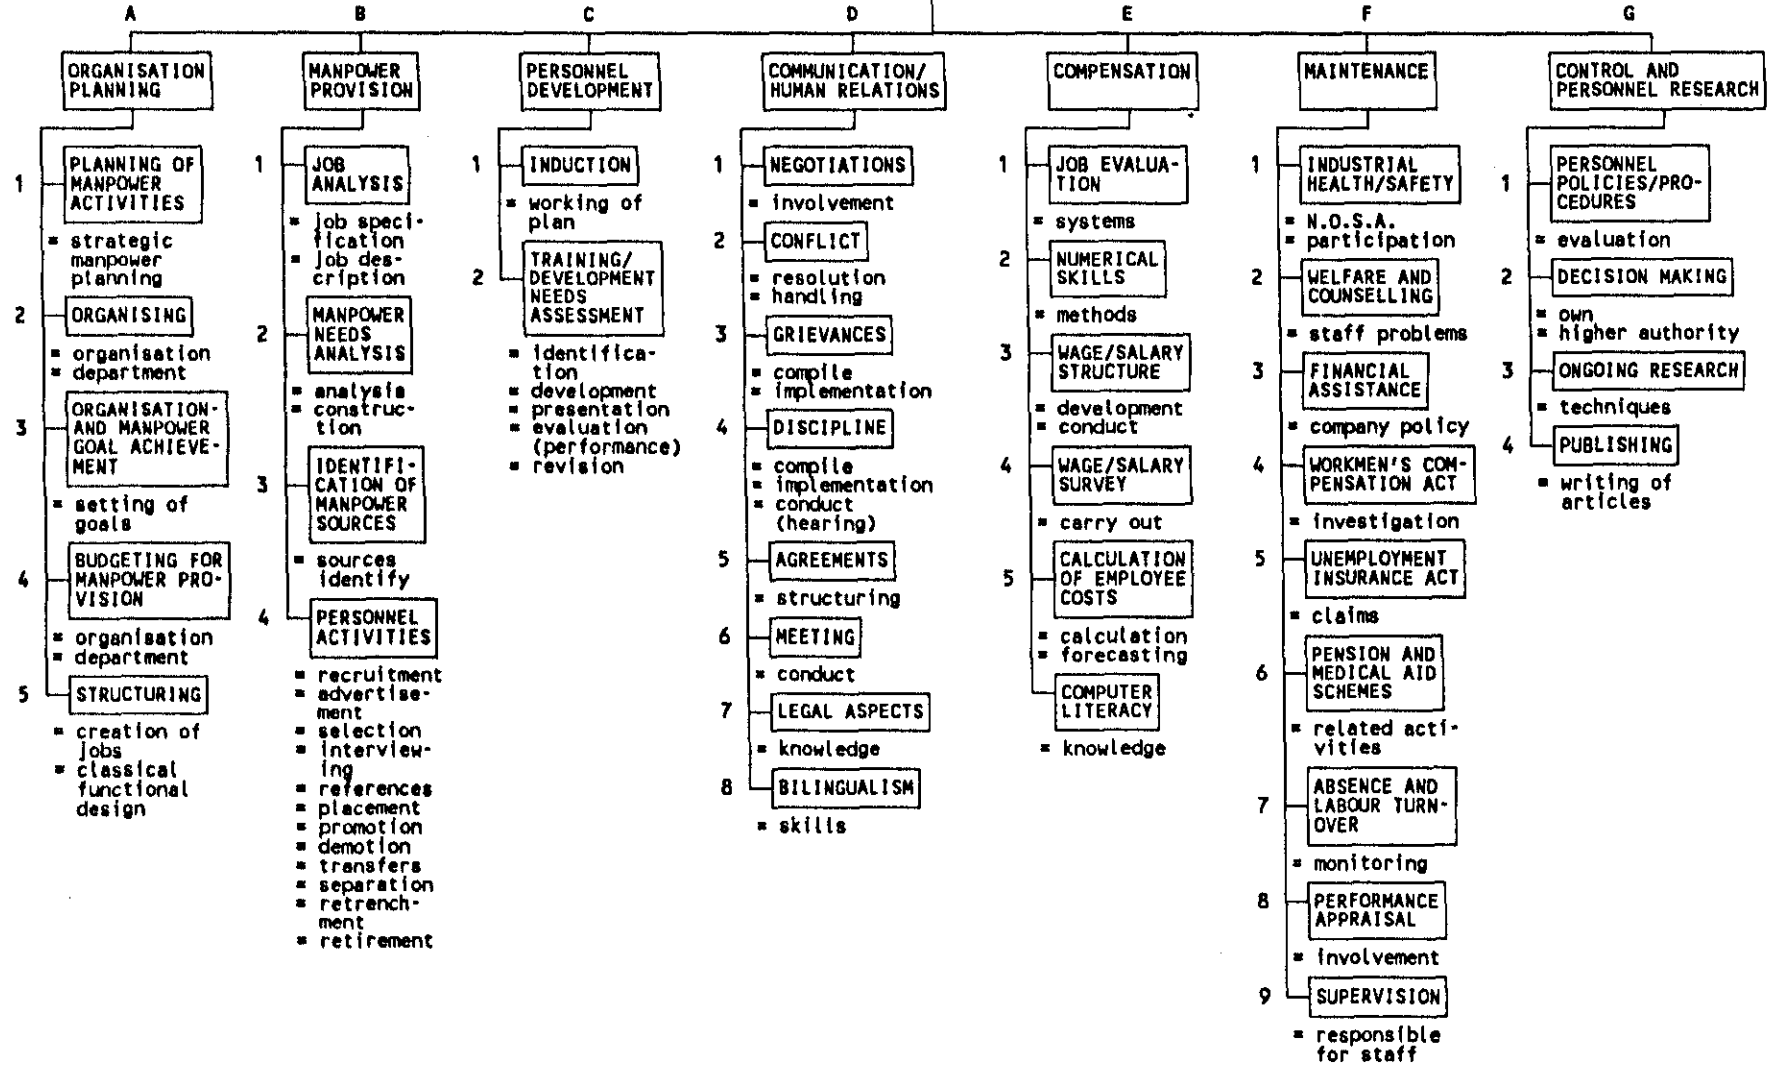 A
B
C
D
E
F
G
ORGANISATION
PLANNING
1
PLANNING OF
MANPOWER
ACTIVITIES
* strategic
manpower
planning
2
ORGANISING
* organisation
* department
3
ORGANISATION-
AND MANPOWER
GOAL ACHIEVE-
MENT
* setting of
goals
4
BUDGETING FOR
MANPOWER PRO-
VISION
* organisation
* department
5
STRUCTURING
* creation of
jobs
* classical
functional
design
MANPOWER
PROVISION
1
JOB
ANALYSIS
* job speci-
fication
* job des-
cription
2
MANPOWER
NEEDS
ANALYSIS
* analysis
* construc-
tion
3
IDENTIFI-
CATION OF
MANPOWER
SOURCES
* sources
identify
4
PERSONNEL
ACTIVITIES
* recruitment
* advertise-
ment
* selection
* interview-
ing
* references
* placement
* promotion
* demotion
* transfers
* separation
* retrench-
ment
* retirement
PERSONNEL
DEVELOPMENT
1
INDUCTION
* working of
plan
2
TRAINING/
DEVELOPMENT
NEEDS
ASSESSMENT
* identifica-
tion
* development
* presentation
* evaluation
(performance)
* revision
COMMUNICATION/
HUMAN RELATIONS
1
NEGOTIATIONS
* involvement
2
CONFLICT
* resolution
* handling
3
GRIEVANCES
* compile
* implementation
4
DISCIPLINE
* compile
* implementation
* conduct
(hearing)
5
AGREEMENTS
* structuring
6
MEETING
* conduct
7
LEGAL ASPECTS
* knowledge
8
BILINGUALISM
* skills
COMPENSATION
1
JOB EVALUA-
TION
* systems
2
NUMERICAL
SKILLS
* methods
3
WAGE/SALARY
STRUCTURE
* development
* conduct
4
WAGE/SALARY
SURVEY
* carry out
5
CALCULATION
OF EMPLOYEE
COSTS
* calculation
* forecasting
COMPUTER
LITERACY
* knowledge
MAINTENANCE
1
INDUSTRIAL
HEALTH/SAFETY
* N.O.S.A.
* participation
2
WELFARE AND
COUNSELLING
* staff problems
3
FINANCIAL
ASSISTANCE
* company policy
4
WORKMEN'S COM-
PENSATION ACT
* investigation
5
UNEMPLOYMENT
INSURANCE ACT
* claims
6
PENSION AND
MEDICAL AID
SCHEMES
* related acti-
vities
7
ABSENCE AND
LABOUR TURN-
OVER
* monitoring
8
PERFORMANCE
APPRAISAL
* involvement
9
SUPERVISION
* responsible
for staff
CONTROL AND
PERSONNEL RESEARCH
1
PERSONNEL
POLICIES/PRO-
CEDURES
* evaluation
2
DECISION MAKING
* own
* higher authority
3
ONGOING RESEARCH
* techniques
4
PUBLISHING
* writing of
articles